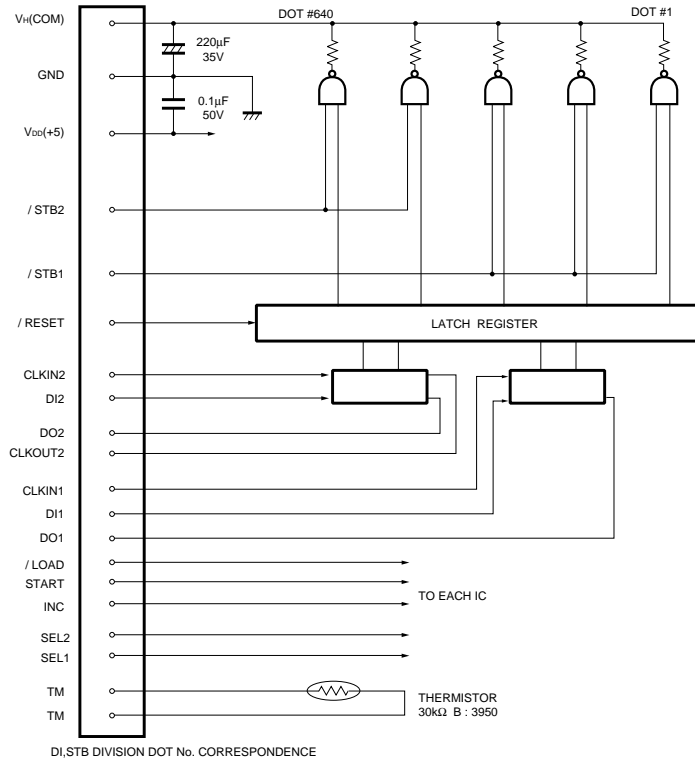 VH(COM)
DOT #640
DOT #1
220µF
35V
GND
0.1µF
50V
VDD(+5)
/ STB2
/ STB1
/ RESET
LATCH REGISTER
CLKIN2
DI2
DO2
CLKOUT2
CLKIN1
DI1
DO1
/ LOAD
START
TO EACH IC
INC
SEL2
SEL1
TM
THERMISTOR
30kΩ B : 3950
TM
DI,STB DIVISION DOT No. CORRESPONDENCE